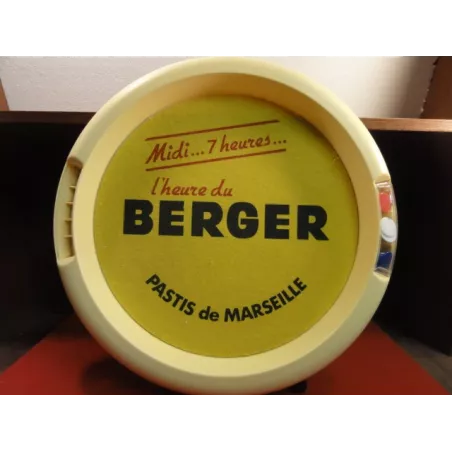 Midi... 7 heures...
l'heure du
BERGER
PASTIS de MARSEILLE